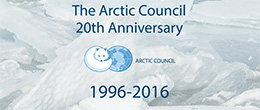 The Arctic Council
20th Anniversary
ARCTIC COUNCIL
1996-2016